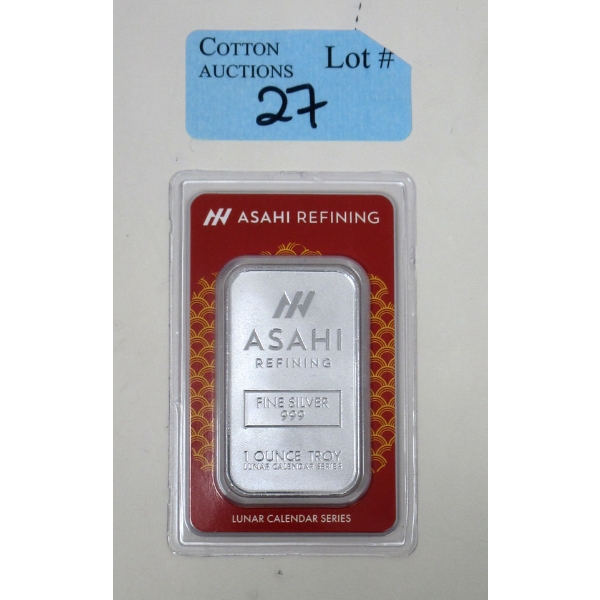 COTTON
AUCTIONS
Lot #
27
ASAHI REFINING
ASAHI
REFINING
FINE SILVER
999
1 OUNCE TROY
LUNAR CALENDAR SERIES
LUNAR CALENDAR SERIES